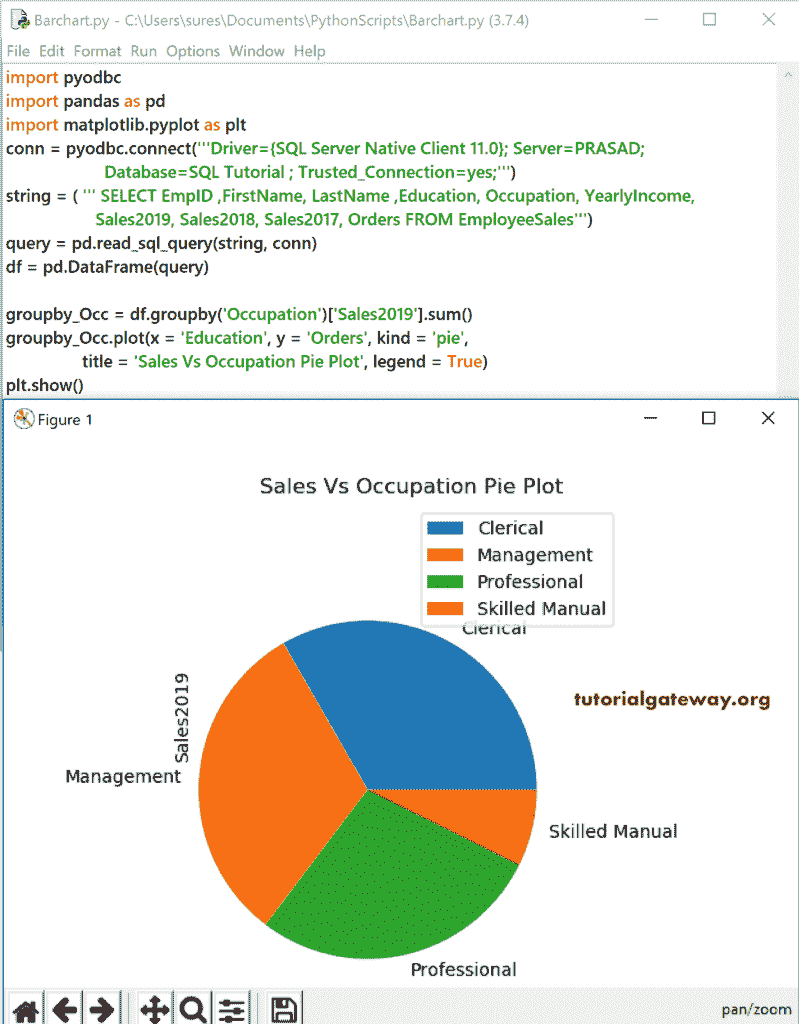 Barchart.py - C:\Users\sures\Documents\PythonScripts\Barchart.py (3.7.4)
File Edit Format Run Options Window Help
import pyodbc
import pandas as pd
import matplotlib.pyplot as plt
conn = pyodbc.connect('''Driver={SQL Server Native Client 11.0}; Server=PRASAD;
Database=SQL Tutorial ; Trusted_Connection=yes;''')
string = ( ''' SELECT EmpID ,FirstName, LastName ,Education, Occupation, YearlyIncome,
Sales2019, Sales2018, Sales2017, Orders FROM EmployeeSales''')
query = pd.read_sql_query(string, conn)
df = pd.DataFrame(query)
groupby_Occ = df.groupby('Occupation')['Sales2019'].sum()
groupby_Occ.plot(x = 'Education', y = 'Orders', kind = 'pie',
title = 'Sales Vs Occupation Pie Plot', legend = True)
plt.show()
Figure 1
Sales Vs Occupation Pie Plot
Clerical
Management
Professional
Skilled Manual
Clerical
tutorialgateway.org
Sales2019
Management
Skilled Manual
Professional
pan/zoom